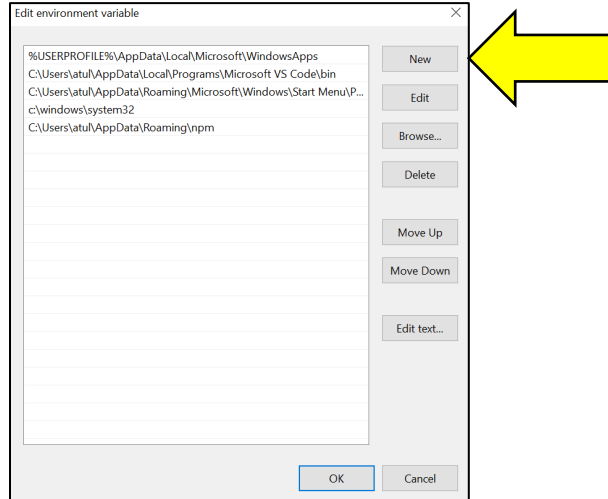 Edit environment variable
%USERPROFILE%\AppData\Local\Microsoft\WindowsApps
C:\Users\atul\AppData\Local\Programs\Microsoft VS Code\bin
C:\Users\atul\AppData\Roaming\Microsoft\Windows\Start Menu\P...
c:\windows\system32
C:\Users\atul\AppData\Roaming\npm
New
Edit
Browse...
Delete
Move Up
Move Down
Edit text...
OK
Cancel